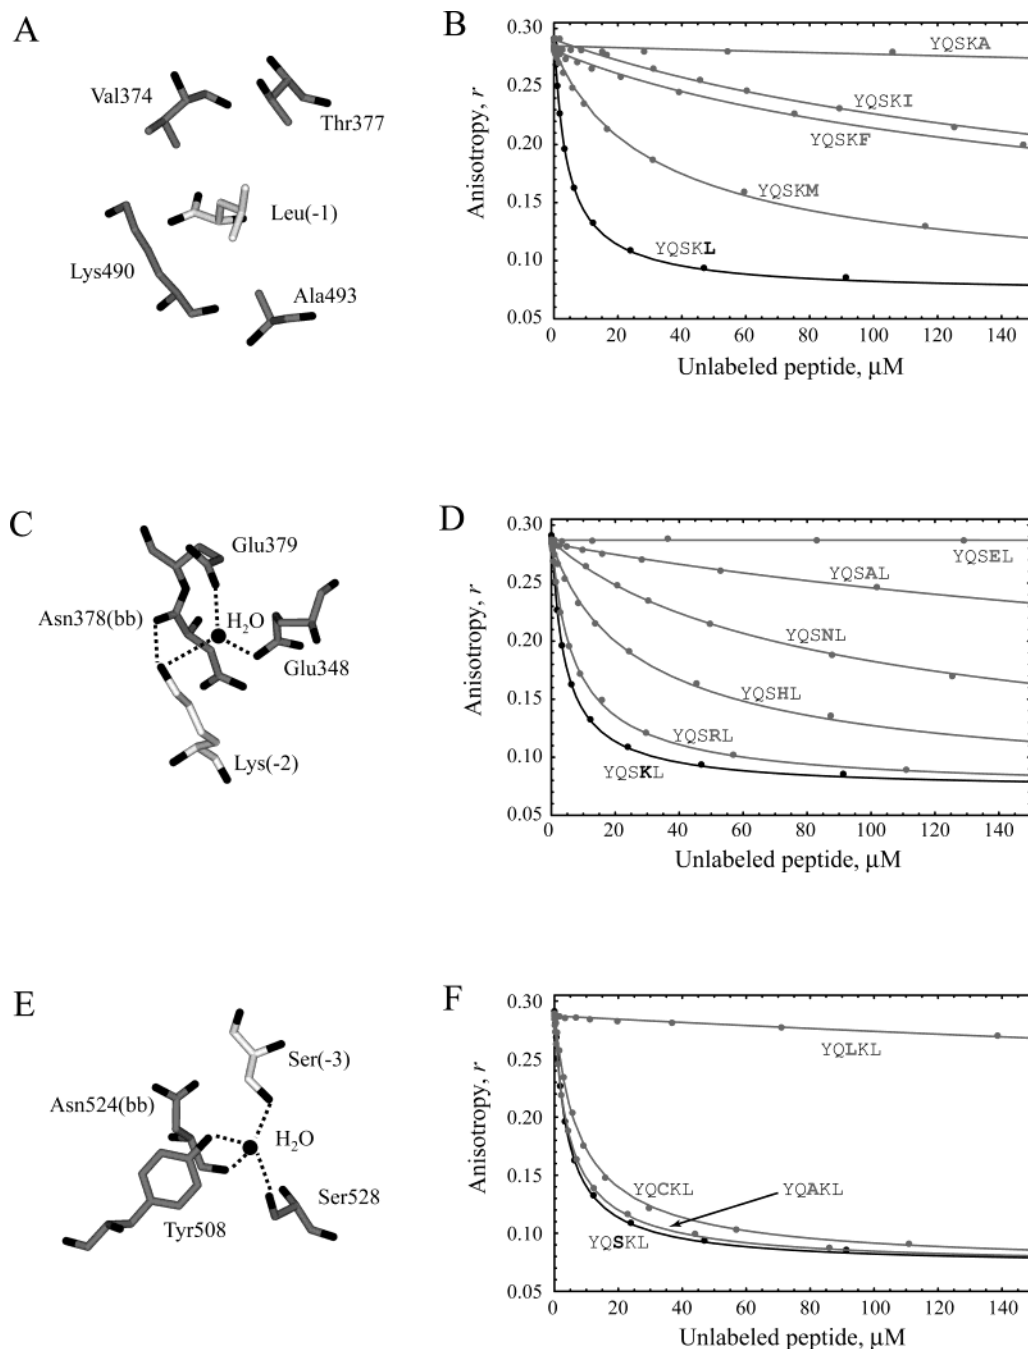 A
Val374
Thr377
Leu(-1)
Lys490
Ala493
B
Anisotropy, r
0.30
0.25
0.20
0.15
0.10
0.05
YQSKA
YQSKI
YQSKF
YQSKM
YQSKL
0 20 40 60 80 100 120 140
Unlabeled peptide, μM
C
Glu379
Asn378(bb)
H₂O
Glu348
Lys(-2)
D
Anisotropy, r
0.30
0.25
0.20
0.15
0.10
0.05
YQSEL
YQSAL
YQSNL
YQSHL
YQSRL
YQSKL
0 20 40 60 80 100 120 140
Unlabeled peptide, μM
E
Ser(-3)
Asn524(bb)
H₂O
Ser528
Tyr508
F
Anisotropy, r
0.30
0.25
0.20
0.15
0.10
0.05
YQLKL
YQCKL
YQAKL
YQSKL
0 20 40 60 80 100 120 140
Unlabeled peptide, μM